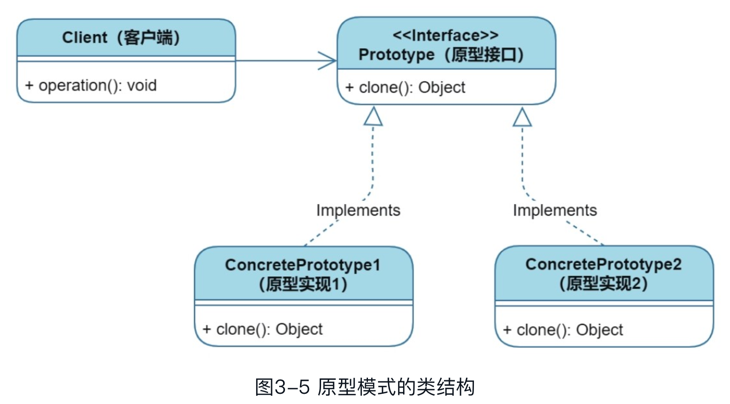 Client（客户端）
+ operation(): void
<<Interface>>
Prototype（原型接口）
+ clone(): Object
Implements
Implements
ConcretePrototype1
（原型实现1）
+ clone(): Object
ConcretePrototype2
（原型实现2）
+ clone(): Object
图3-5 原型模式的类结构